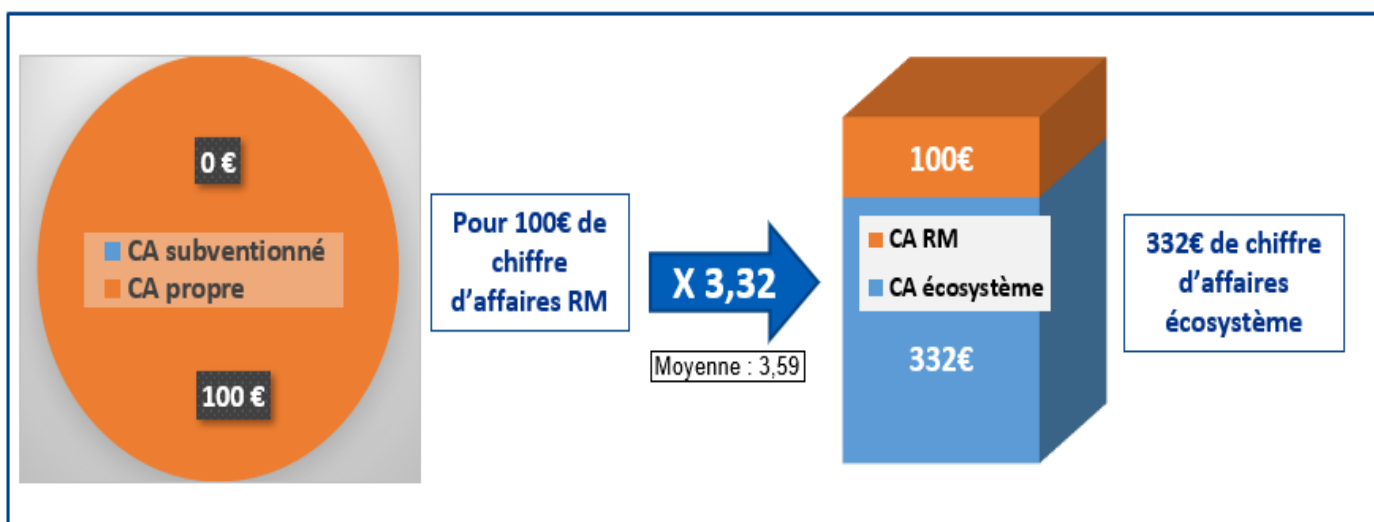 0 €
CA subventionné
CA propre
100 €
Pour 100€ de
chiffre
d'affaires RM
X 3,32
Moyenne : 3,59
100€
CA RM
CA écosystème
332€
332€ de chiffre
d'affaires
écosystème